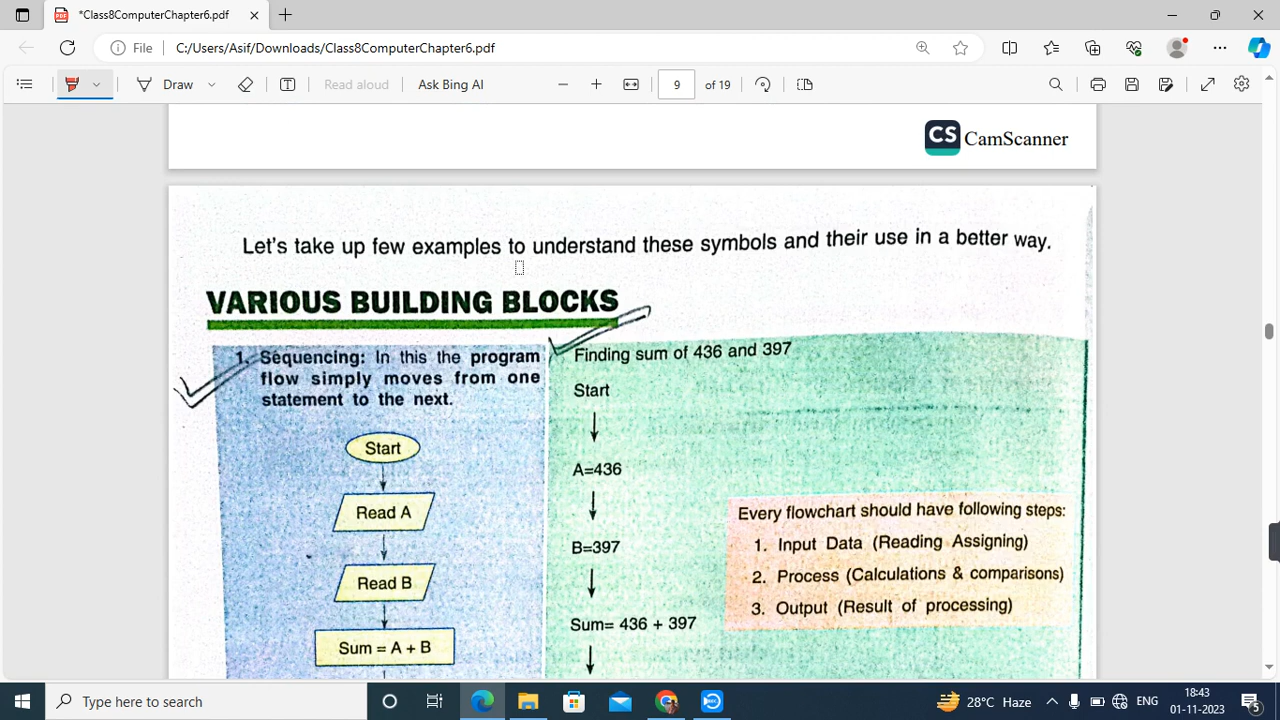 *Class8ComputerChapter6.pdf
File C:/Users/Asif/Downloads/Class8ComputerChapter6.pdf
Draw Read aloud Ask Bing AI 9 of 19
CS CamScanner
Let's take up few examples to understand these symbols and their use in a better way.
VARIOUS BUILDING BLOCKS
1. Sequencing: In this the program
flow simply moves from one
statement to the next.
Start
Read A
Read B
Sum = A + B
Finding sum of 436 and 397
Start
A=436
B=397
Sum= 436 + 397
Every flowchart should have following steps:
1. Input Data (Reading Assigning)
2. Process (Calculations & comparisons)
3. Output (Result of processing)
Type here to search
28°C Haze
ENG
18:43
01-11-2023
5